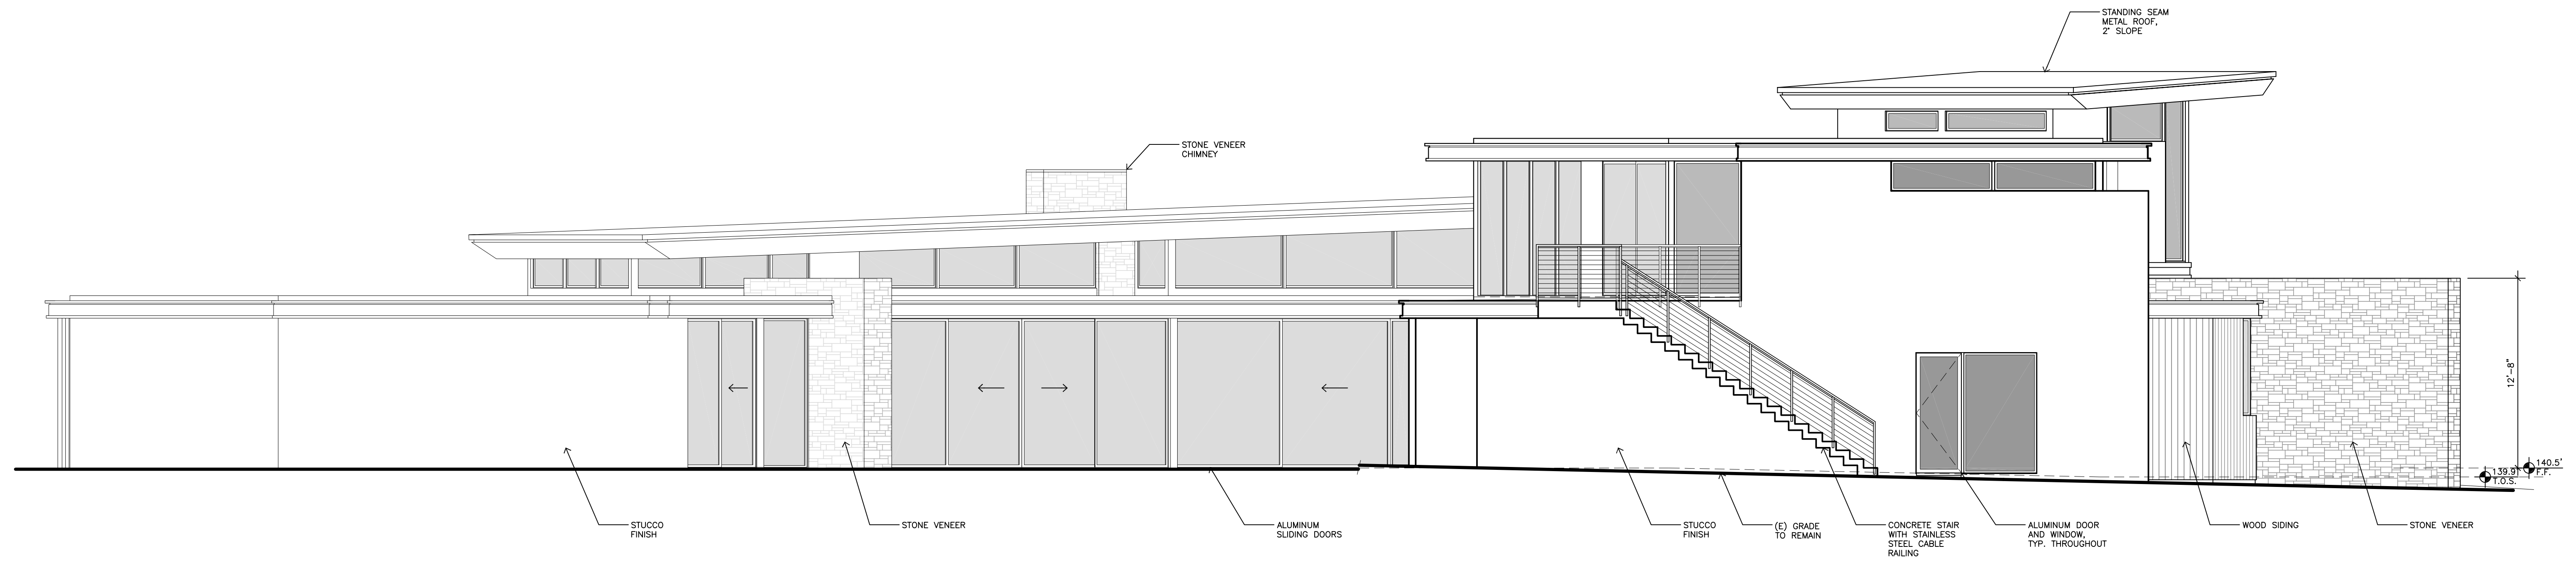 STANDING SEAM
METAL ROOF,
2° SLOPE
STONE VENEER
CHIMNEY
12'-8"
140.5'
F.F.
139.9'
T.O.S.
STUCCO
FINISH
STONE VENEER
ALUMINUM
SLIDING DOORS
STUCCO
FINISH
(E) GRADE
TO REMAIN
CONCRETE STAIR
WITH STAINLESS
STEEL CABLE
RAILING
ALUMINUM DOOR
AND WINDOW,
TYP. THROUGHOUT
WOOD SIDING
STONE VENEER